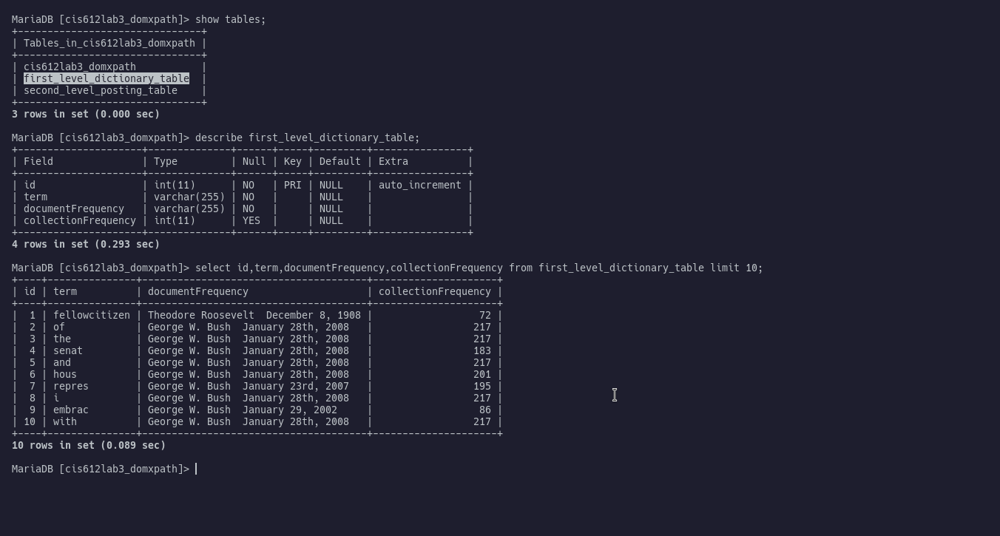 MariaDB [cis612lab3_domxpath]> show tables;
+-------------------------------+
| Tables_in_cis612lab3_domxpath |
+-------------------------------+
| cis612lab3_domxpath           |
| first_level_dictionary_table  |
| second_level_posting_table    |
+-------------------------------+
3 rows in set (0.000 sec)

MariaDB [cis612lab3_domxpath]> describe first_level_dictionary_table;
+---------------------+--------------+------+-----+---------+----------------+
| Field               | Type         | Null | Key | Default | Extra          |
+---------------------+--------------+------+-----+---------+----------------+
| id                  | int(11)      | NO   | PRI | NULL    | auto_increment |
| term                | varchar(255) | NO   |     | NULL    |                |
| documentFrequency   | varchar(255) | NO   |     | NULL    |                |
| collectionFrequency | int(11)      | YES  |     | NULL    |                |
+---------------------+--------------+------+-----+---------+----------------+
4 rows in set (0.293 sec)

MariaDB [cis612lab3_domxpath]> select id,term,documentFrequency,collectionFrequency from first_level_dictionary_table limit 10;
+----+---------------+--------------------------------------+---------------------+
| id | term          | documentFrequency                    | collectionFrequency |
+----+---------------+--------------------------------------+---------------------+
|  1 | fellowcitizen | Theodore Roosevelt  December 8, 1908 |                  72 |
|  2 | of            | George W. Bush  January 28th, 2008   |                 217 |
|  3 | the           | George W. Bush  January 28th, 2008   |                 217 |
|  4 | senat         | George W. Bush  January 28th, 2008   |                 183 |
|  5 | and           | George W. Bush  January 28th, 2008   |                 217 |
|  6 | hous          | George W. Bush  January 28th, 2008   |                 201 |
|  7 | repres        | George W. Bush  January 23rd, 2007   |                 195 |
|  8 | i             | George W. Bush  January 28th, 2008   |                 217 |
|  9 | embrac        | George W. Bush  January 29, 2002     |                  86 |
| 10 | with          | George W. Bush  January 28th, 2008   |                 217 |
+----+---------------+--------------------------------------+---------------------+
10 rows in set (0.089 sec)

MariaDB [cis612lab3_domxpath]>